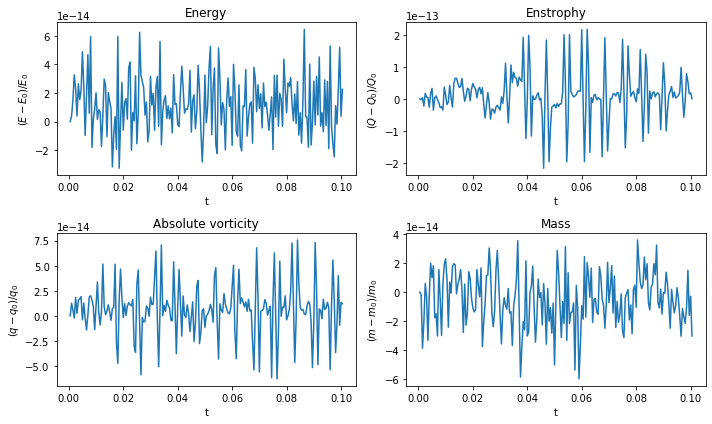 Energy
1e−14
(E − E₀)/E₀
6
4
2
0
−2
0.00 0.02 0.04 0.06 0.08 0.10
t
Enstrophy
1e−13
(Q − Q₀)/Q₀
2
1
0
−1
−2
0.00 0.02 0.04 0.06 0.08 0.10
t
Absolute vorticity
1e−14
(q − q₀)/q₀
7.5
5.0
2.5
0.0
−2.5
−5.0
0.00 0.02 0.04 0.06 0.08 0.10
t
Mass
1e−14
(m − m₀)/m₀
4
2
0
−2
−4
−6
0.00 0.02 0.04 0.06 0.08 0.10
t